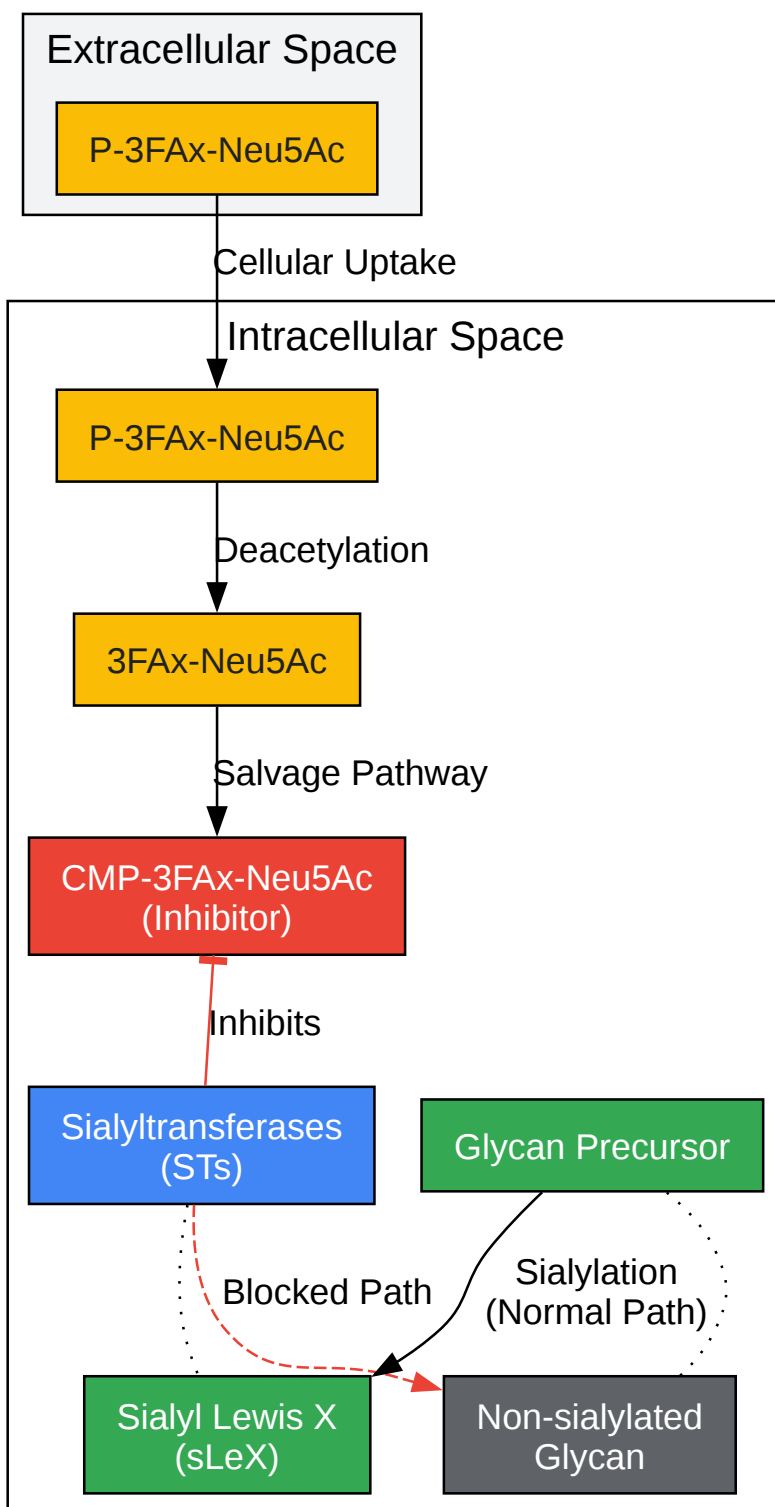 Extracellular Space
P-3FAx-Neu5Ac
Cellular Uptake
Intracellular Space
P-3FAx-Neu5Ac
Deacetylation
3FAx-Neu5Ac
Salvage Pathway
CMP-3FAx-Neu5Ac
(Inhibitor)
Inhibits
Sialyltransferases
(STs)
Glycan Precursor
Blocked Path
Sialylation
(Normal Path)
Sialyl Lewis X
(sLeX)
Non-sialylated
Glycan